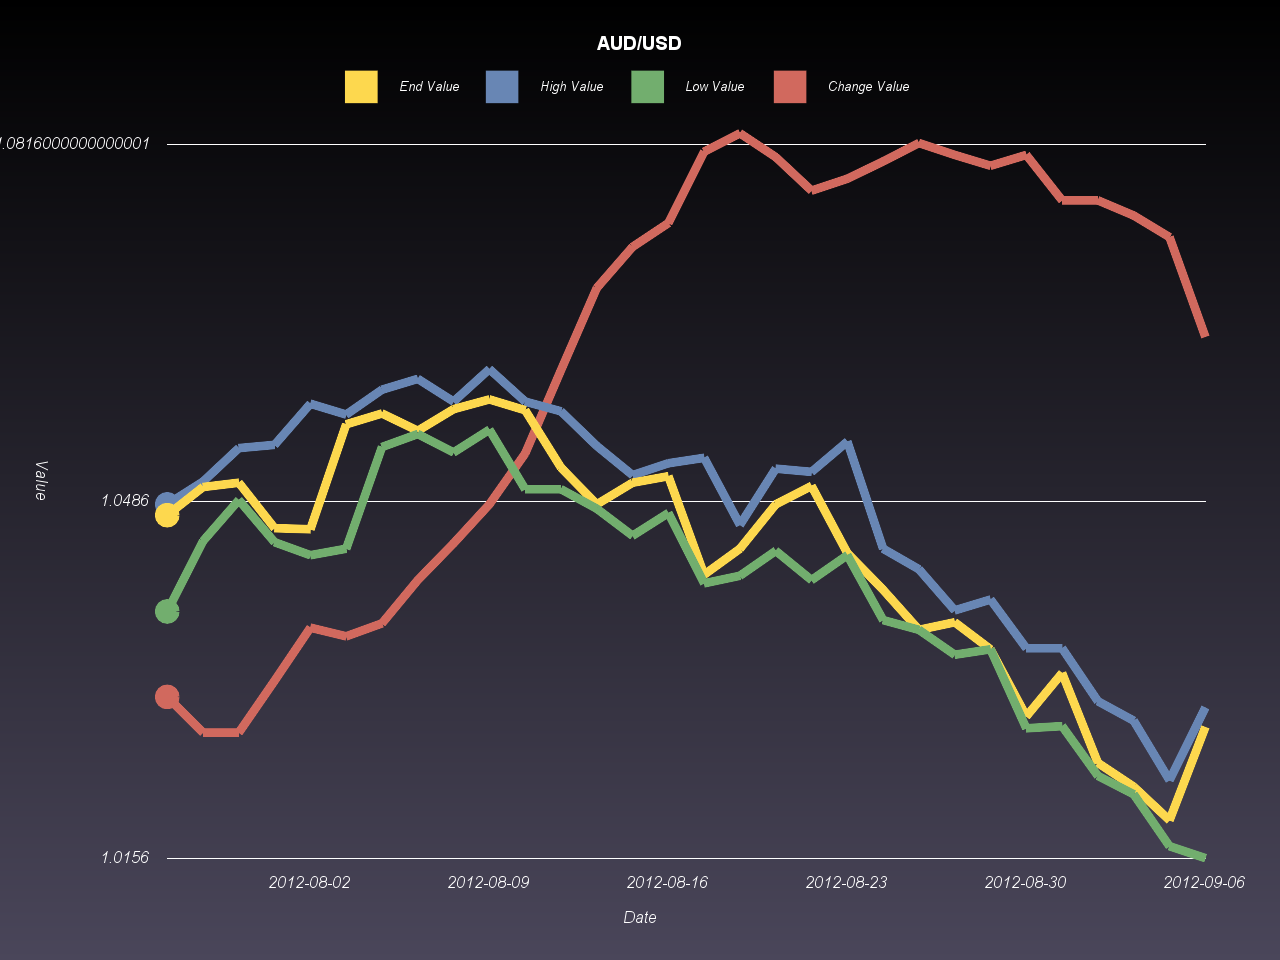 AUD/USD
End Value High Value Low Value Change Value
1.0816000000000001
Value
1.0486
1.0156
2012-08-02 2012-08-09 2012-08-16 2012-08-23 2012-08-30 2012-09-06
Date